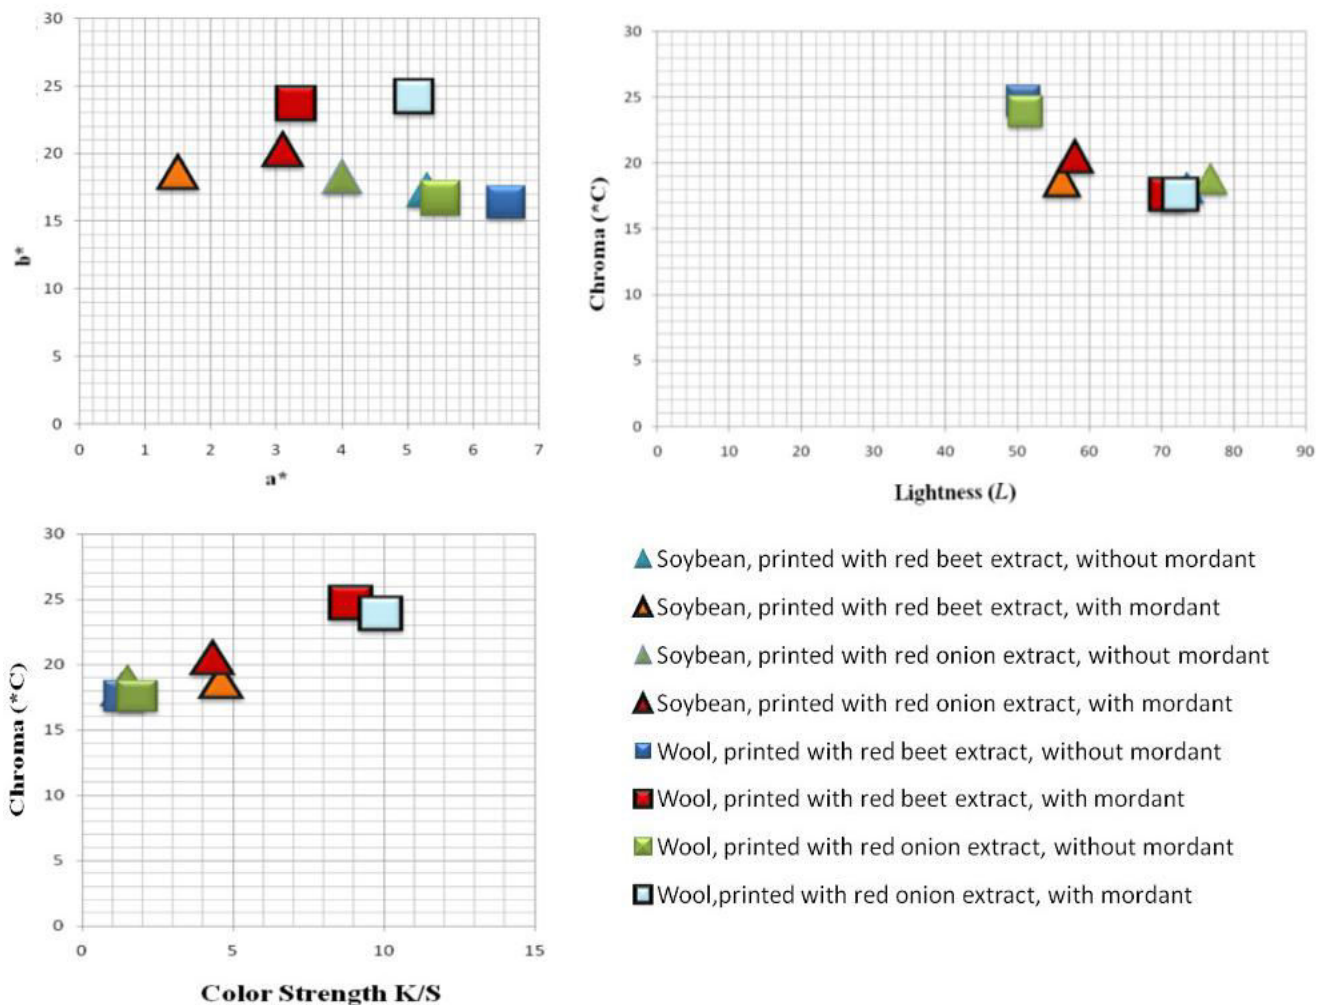 30
25
20
15
10
5
0
b*
0 1 2 3 4 5 6 7
a*
30
25
20
15
10
5
0
Chroma (*C)
0 10 20 30 40 50 60 70 80 90
Lightness (L)
30
25
20
15
10
5
0
Chroma (*C)
0 5 10 15
Color Strength K/S
Soybean, printed with red beet extract, without mordant
Soybean, printed with red beet extract, with mordant
Soybean, printed with red onion extract, without mordant
Soybean, printed with red onion extract, with mordant
Wool, printed with red beet extract, without mordant
Wool, printed with red beet extract, with mordant
Wool, printed with red onion extract, without mordant
Wool,printed with red onion extract, with mordant